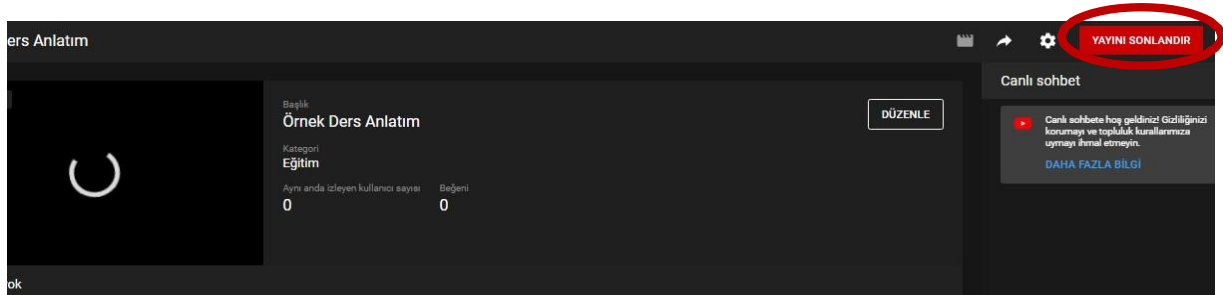 ers Anlatım
YAYINI SONLANDIR
Başlık
Örnek Ders Anlatım
DÜZENLE
Kategori
Eğitim
Aynı anda izleyen kullanıcı sayısı
Beğeni
0
0
ok
Canlı sohbet
Canlı sohbete hoş geldiniz! Gizliliğinizi
korumayı ve topluluk kurallarımıza
uymayı ihmal etmeyin.
DAHA FAZLA BİLGİ